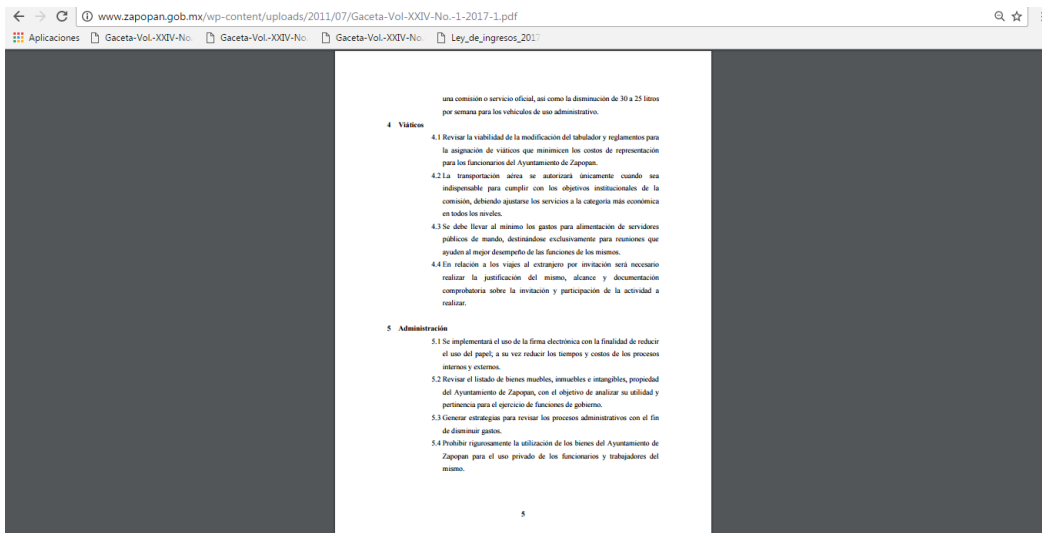 www.zapopan.gob.mx/wp-content/uploads/2011/07/Gaceta-Vol-XXIV-No.-1-2017-1.pdf
Aplicaciones Gaceta-Vol.-XXIV-No. Gaceta-Vol.-XXIV-No. Gaceta-Vol.-XXIV-No. Ley_de_ingresos_2017
una comisión o servicio oficial, así como la disminución de 30 a 25 litros
por semana para los vehículos de uso administrativo.
4 Viáticos
4.1 Revisar la viabilidad de la modificación del tabulador y reglamentos para
la asignación de viáticos que minimicen los costos de representación
para los funcionarios del Ayuntamiento de Zapopan.
4.2 La transportación aérea se autorizará únicamente cuando sea
indispensable para cumplir con los objetivos institucionales de la
comisión, debiendo ajustarse los servicios a la categoría más económica
en todos los niveles.
4.3 Se debe llevar al mínimo los gastos para alimentación de servidores
públicos de mando, destinándose exclusivamente para reuniones que
ayuden al mejor desempeño de las funciones de los mismos.
4.4 En relación a los viajes al extranjero por invitación será necesario
realizar la justificación del mismo, alcance y documentación
comprobatoria sobre la invitación y participación de la actividad a
realizar.
5 Administración
5.1 Se implementará el uso de la firma electrónica con la finalidad de reducir
el uso del papel; a su vez reducir los tiempos y costos de los procesos
internos y externos.
5.2 Revisar el listado de bienes muebles, inmuebles e intangibles, propiedad
del Ayuntamiento de Zapopan, con el objetivo de analizar su utilidad y
pertinencia para el ejercicio de funciones de gobierno.
5.3 Generar estrategias para revisar los procesos administrativos con el fin
de disminuir gastos.
5.4 Prohibir rigurosamente la utilización de los bienes del Ayuntamiento de
Zapopan para el uso privado de los funcionarios y trabajadores del
mismo.
5